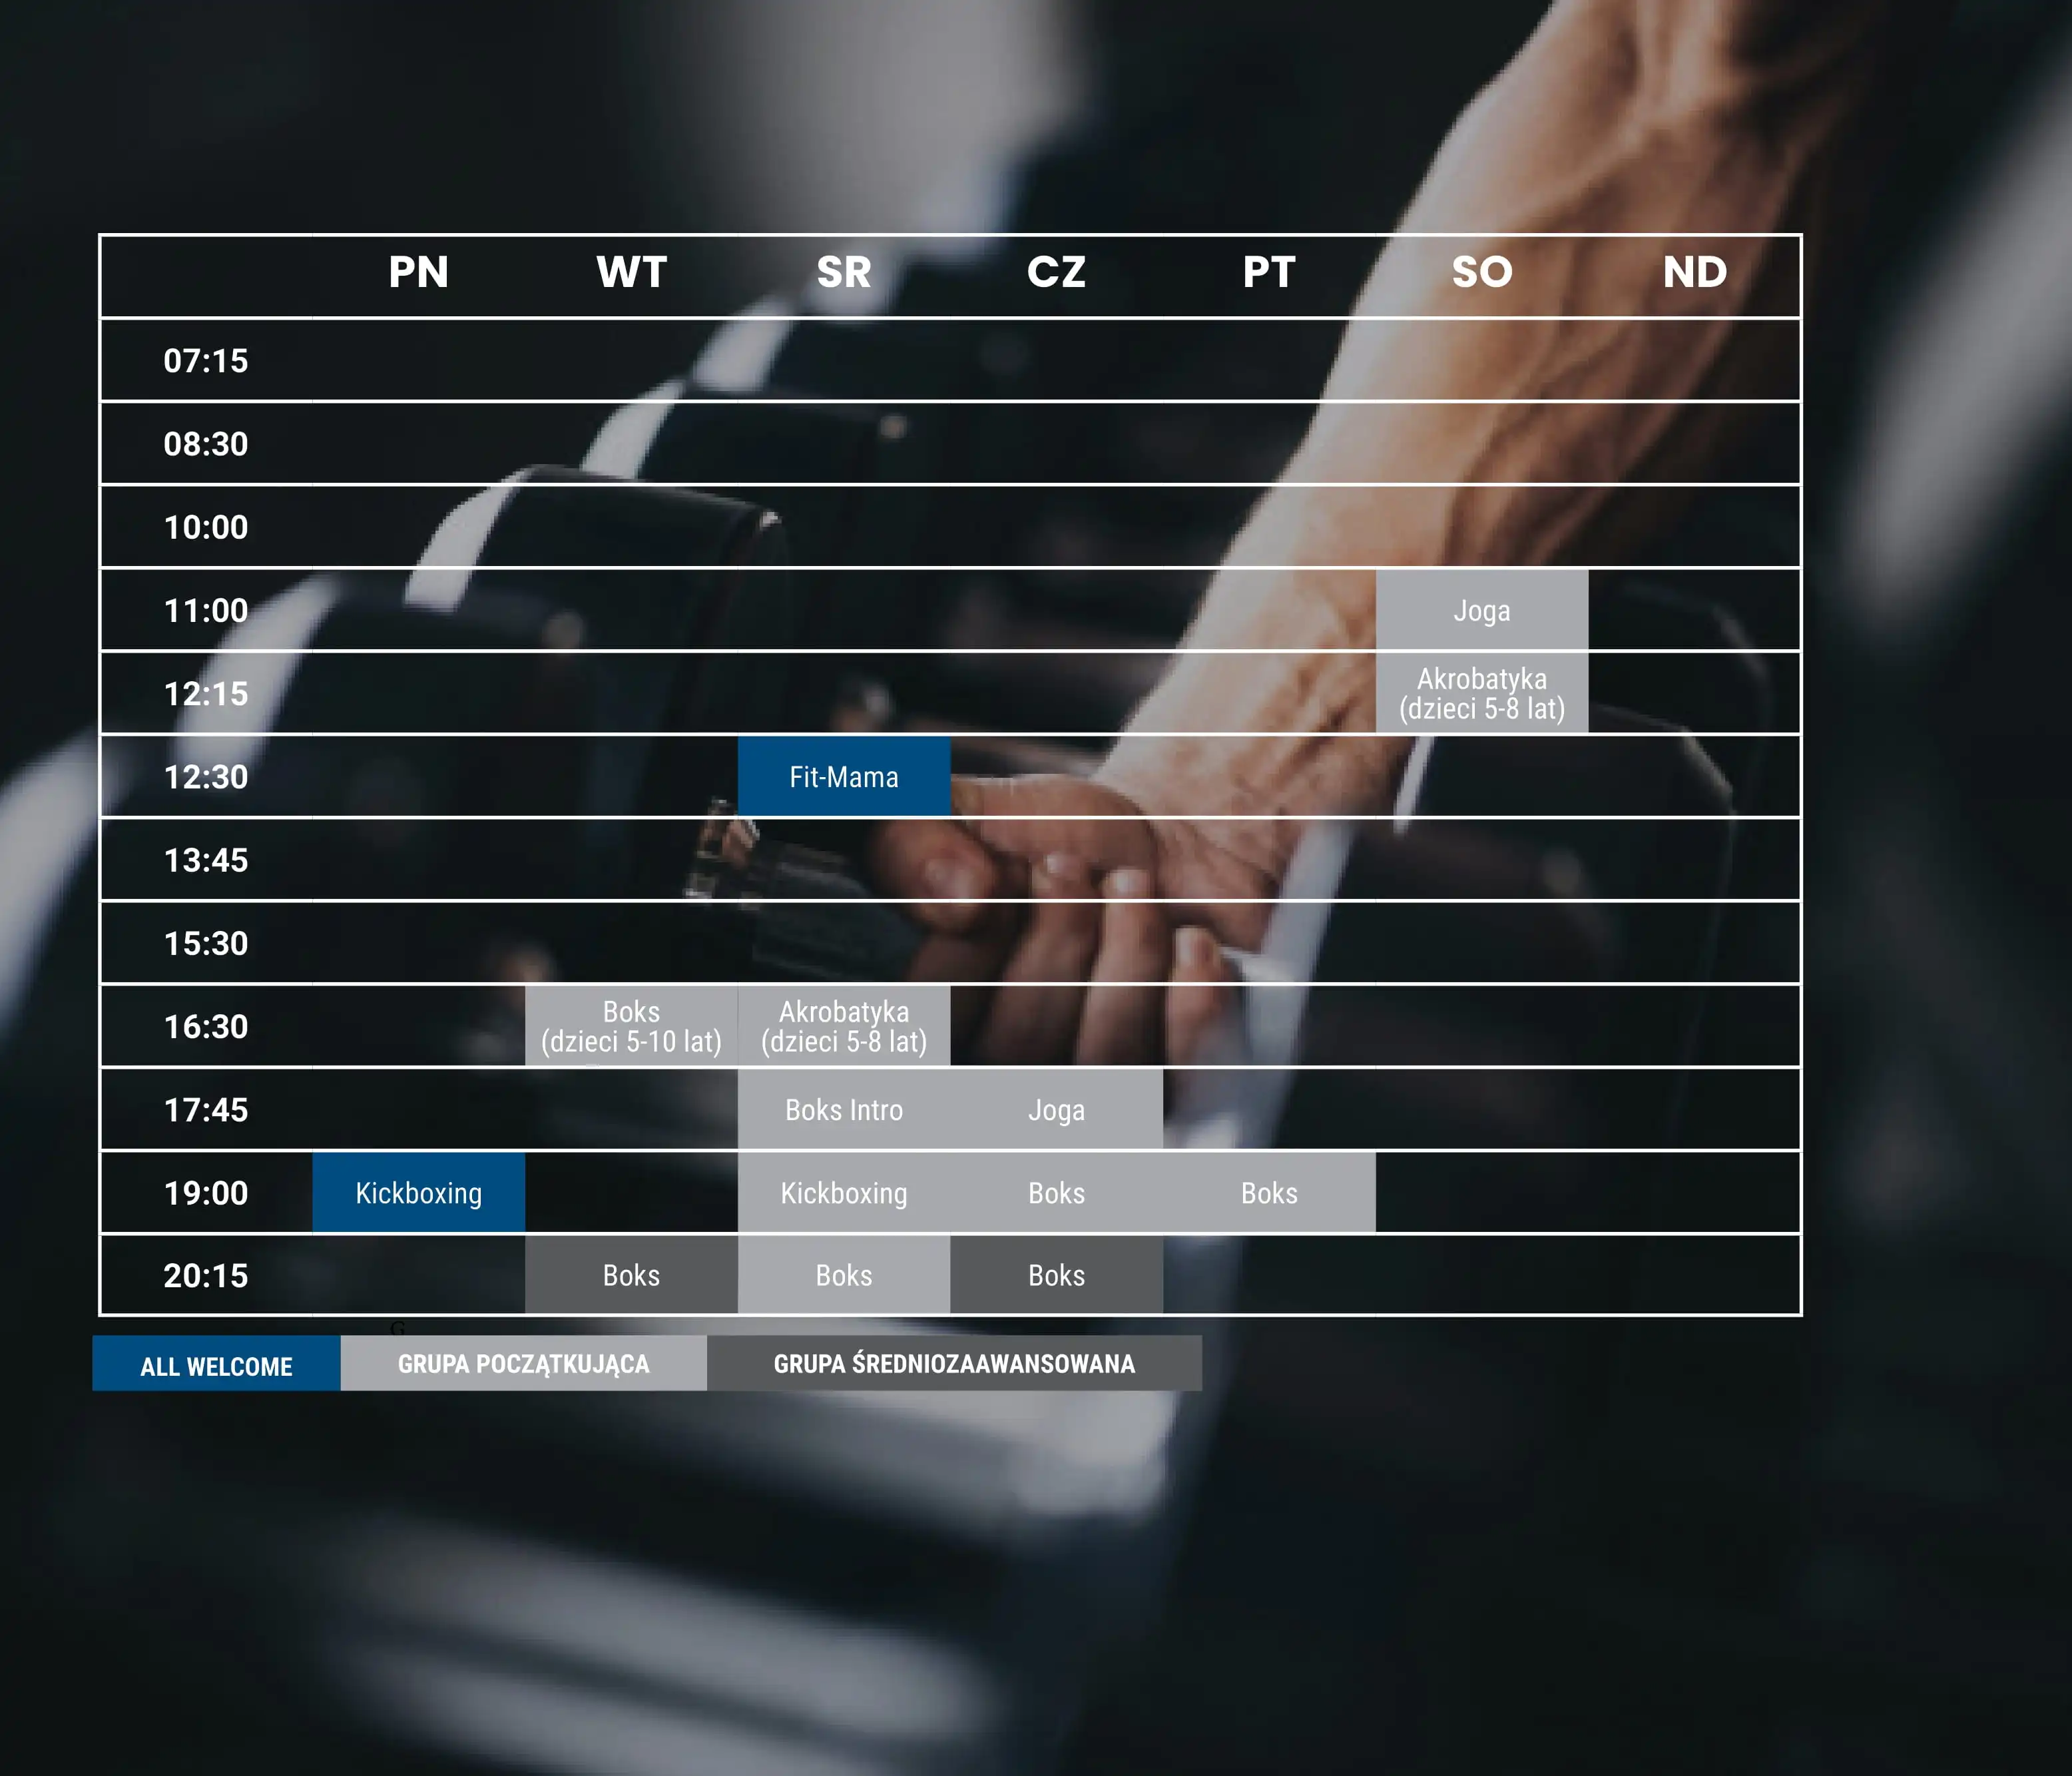 PN WT SR CZ PT SO ND
07:15
08:30
10:00
11:00 Joga
12:15 Akrobatyka
(dzieci 5-8 lat)
12:30 Fit-Mama
13:45
15:30
16:30 Boks Akrobatyka
(dzieci 5-10 lat) (dzieci 5-8 lat)
17:45 Boks Intro Joga
19:00 Kickboxing Kickboxing Boks Boks
20:15 Boks Boks Boks
G
ALL WELCOME GRUPA POCZĄTKUJĄCA GRUPA ŚREDNIOZAAWANSOWANA